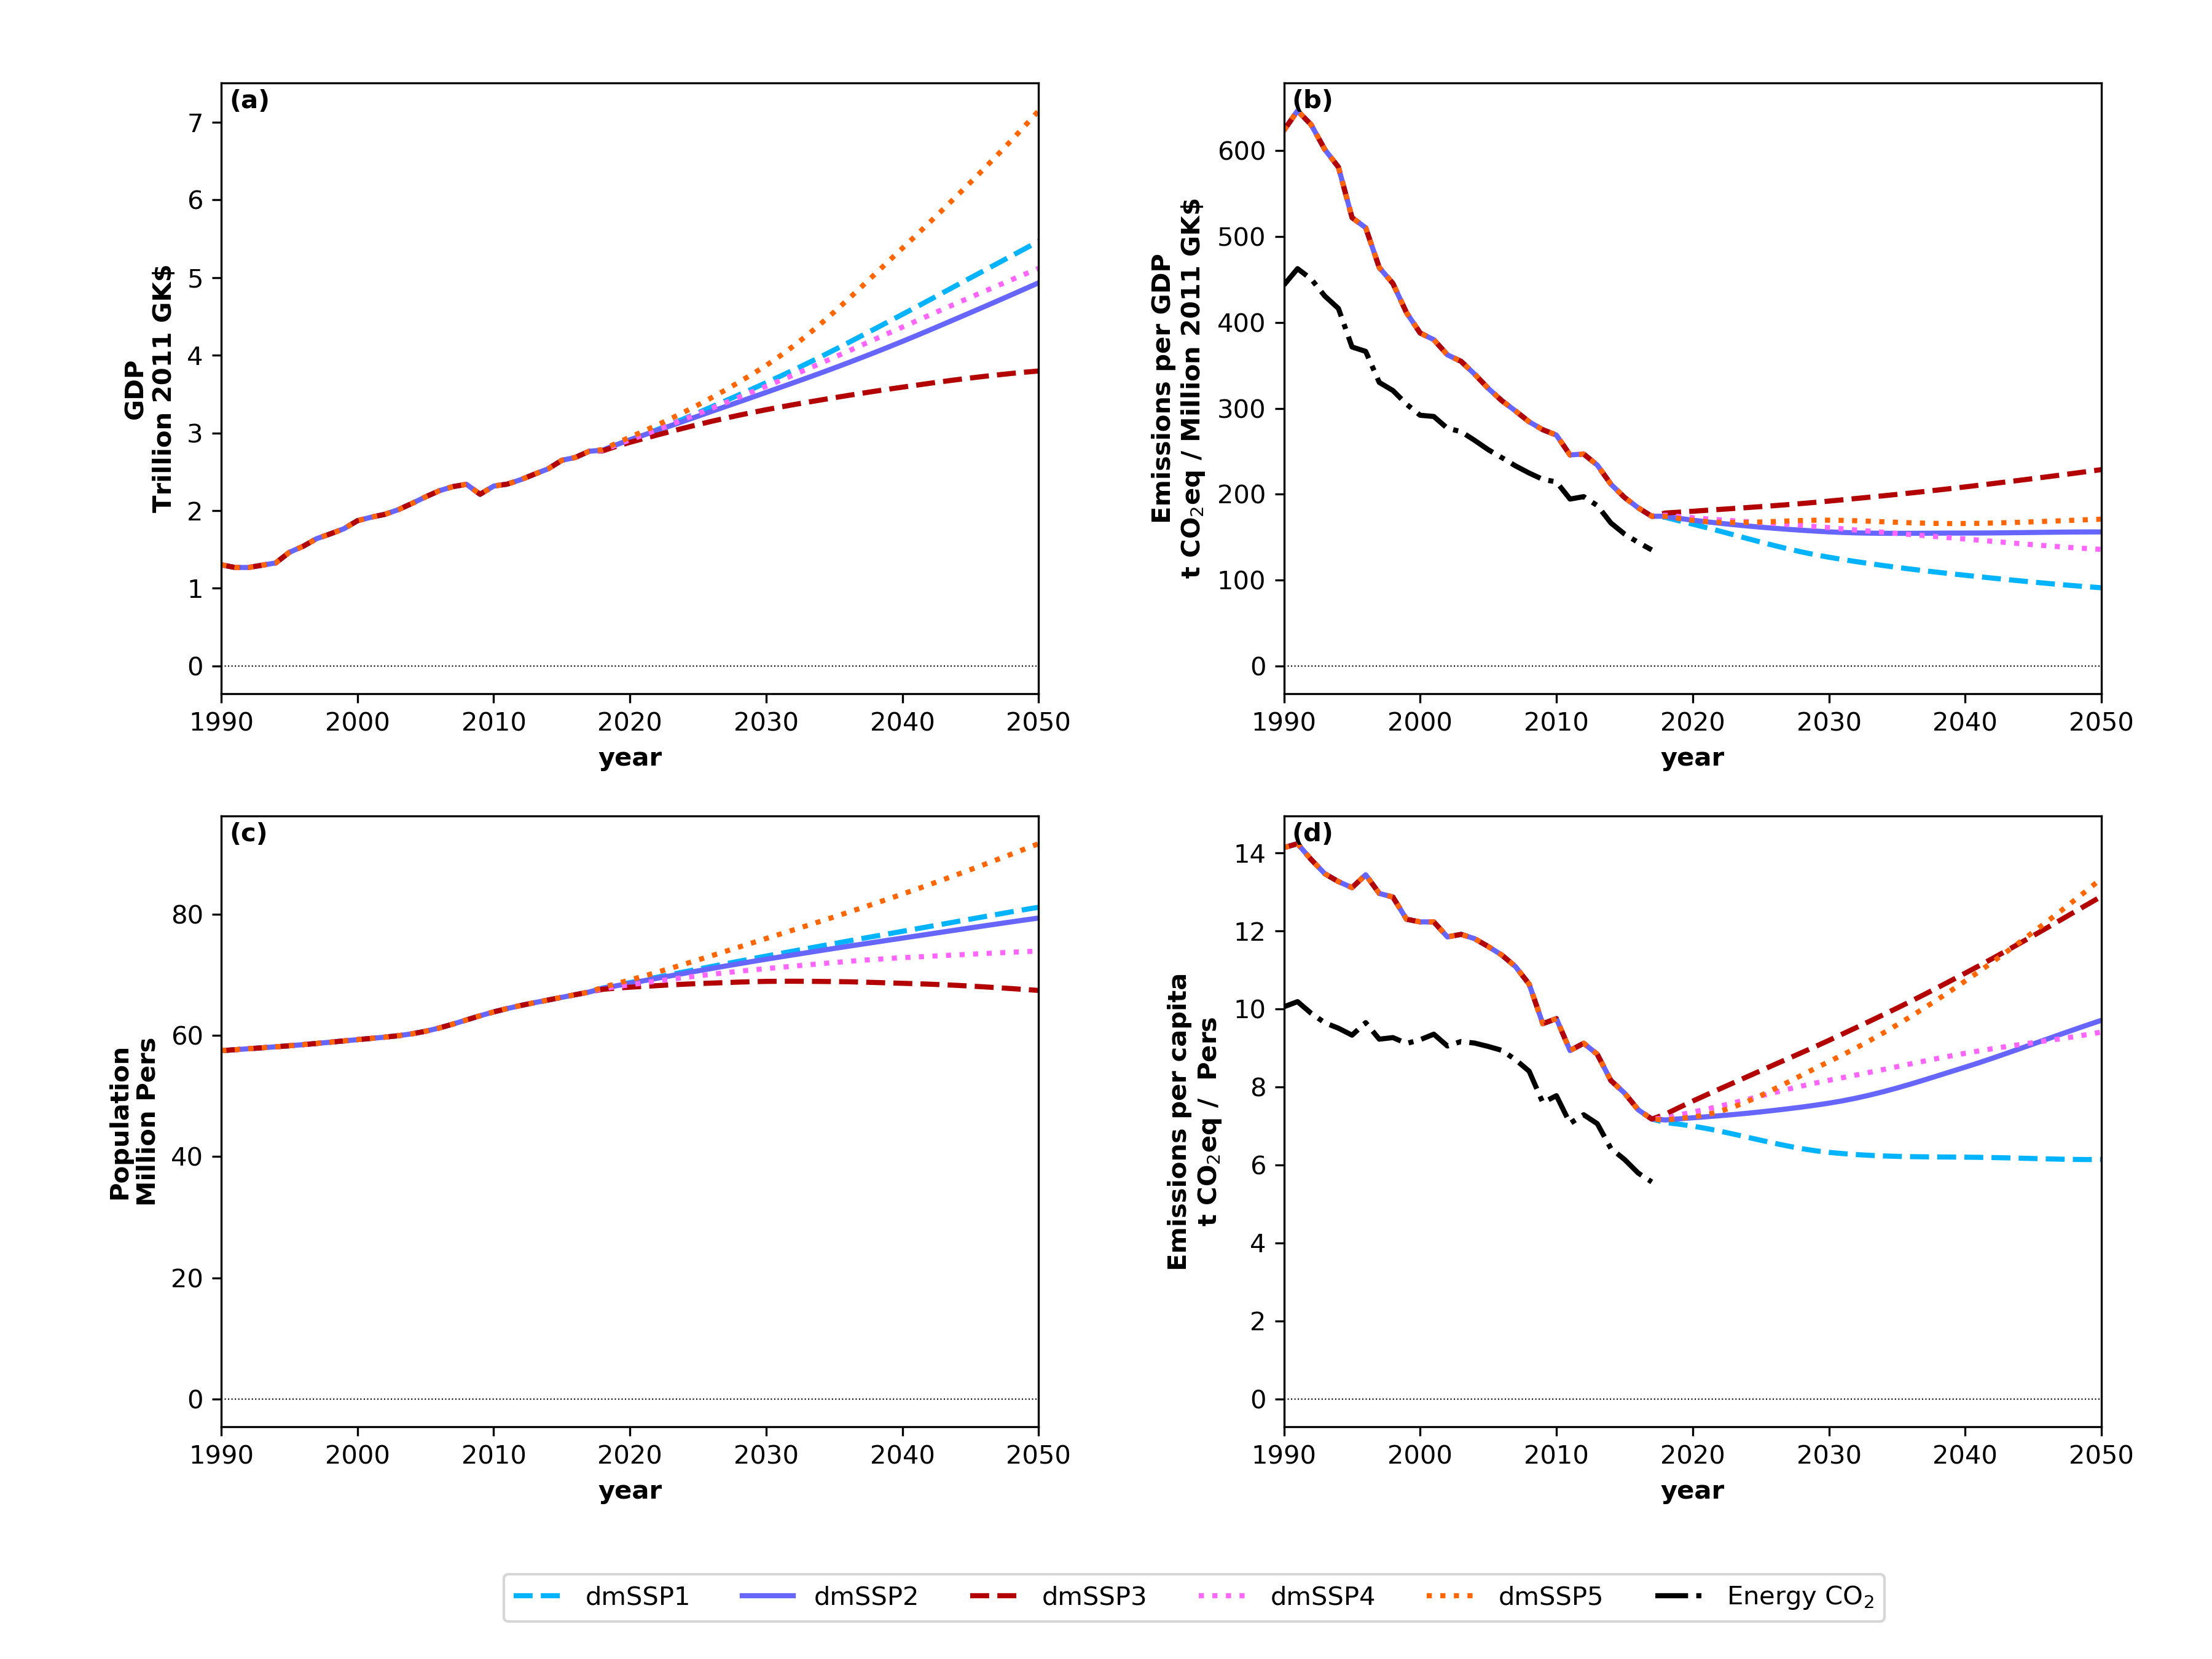 (a)
7
6
5
4
3
2
1
0
GDP
Trillion 2011 GK$
1990 2000 2010 2020 2030 2040 2050
year
(b)
600
500
400
300
200
100
0
Emissions per GDP
t CO₂eq / Million 2011 GK$
1990 2000 2010 2020 2030 2040 2050
year
(c)
80
60
40
20
0
Population
Million Pers
1990 2000 2010 2020 2030 2040 2050
year
(d)
14
12
10
8
6
4
2
0
Emissions per capita
t CO₂eq / Pers
1990 2000 2010 2020 2030 2040 2050
year
dmSSP1 dmSSP2 dmSSP3 dmSSP4 dmSSP5 Energy CO₂